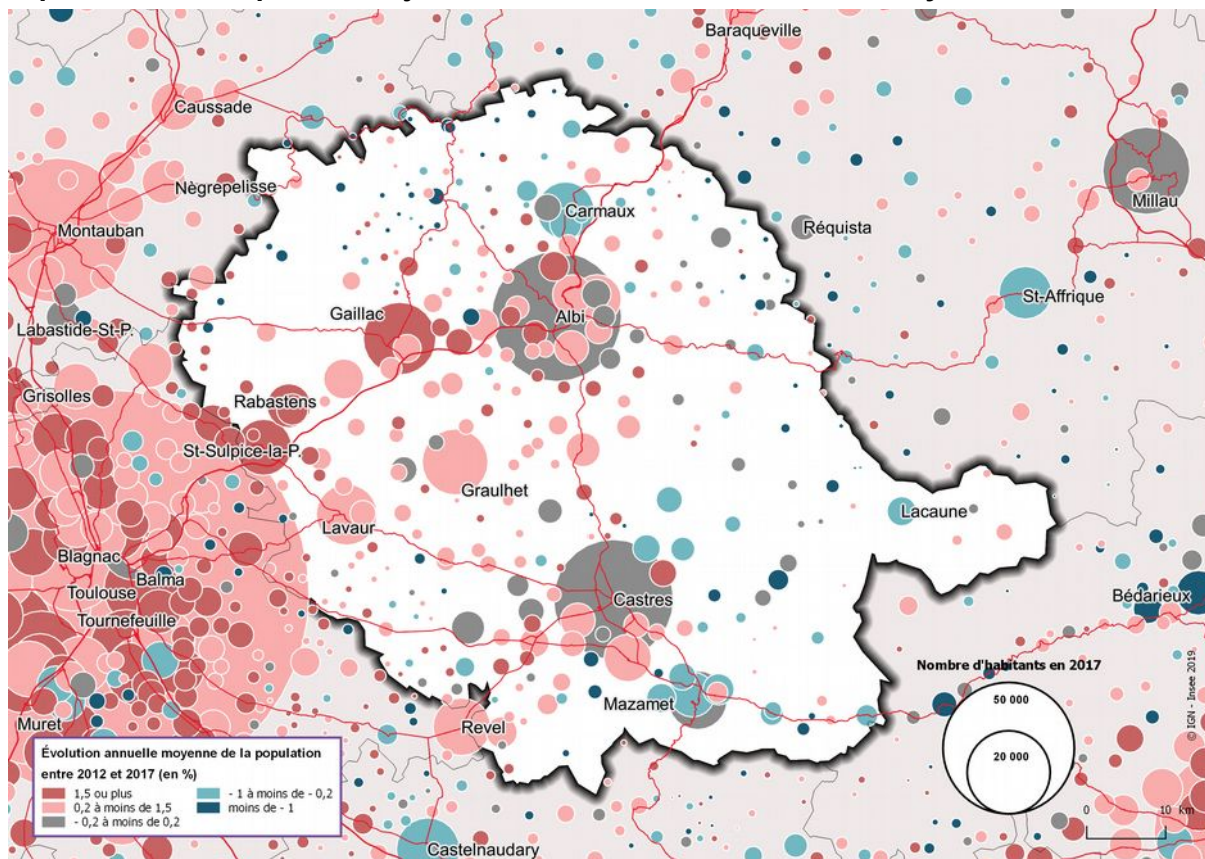 Baraqueville
Caussade
Nègrepelisse
Montauban
Carmaux
Réquista
Millau
St-Affrique
Gaillac
Albi
Labastide-St-P.
Grisolles
Rabastens
St-Sulpice-la-P.
Graulhet
Lavaur
Lacaune
Blagnac
Balma
Toulouse
Tournefeuille
Castres
Bédarieux
Mazamet
Muret
Revel
Castelnaudary
Nombre d'habitants en 2017
50 000
20 000
© IGN - Insee 2019
0 10 km
Évolution annuelle moyenne de la population
entre 2012 et 2017 (en %)
1,5 ou plus
0,2 à moins de 1,5
- 0,2 à moins de 0,2
- 1 à moins de - 0,2
moins de - 1